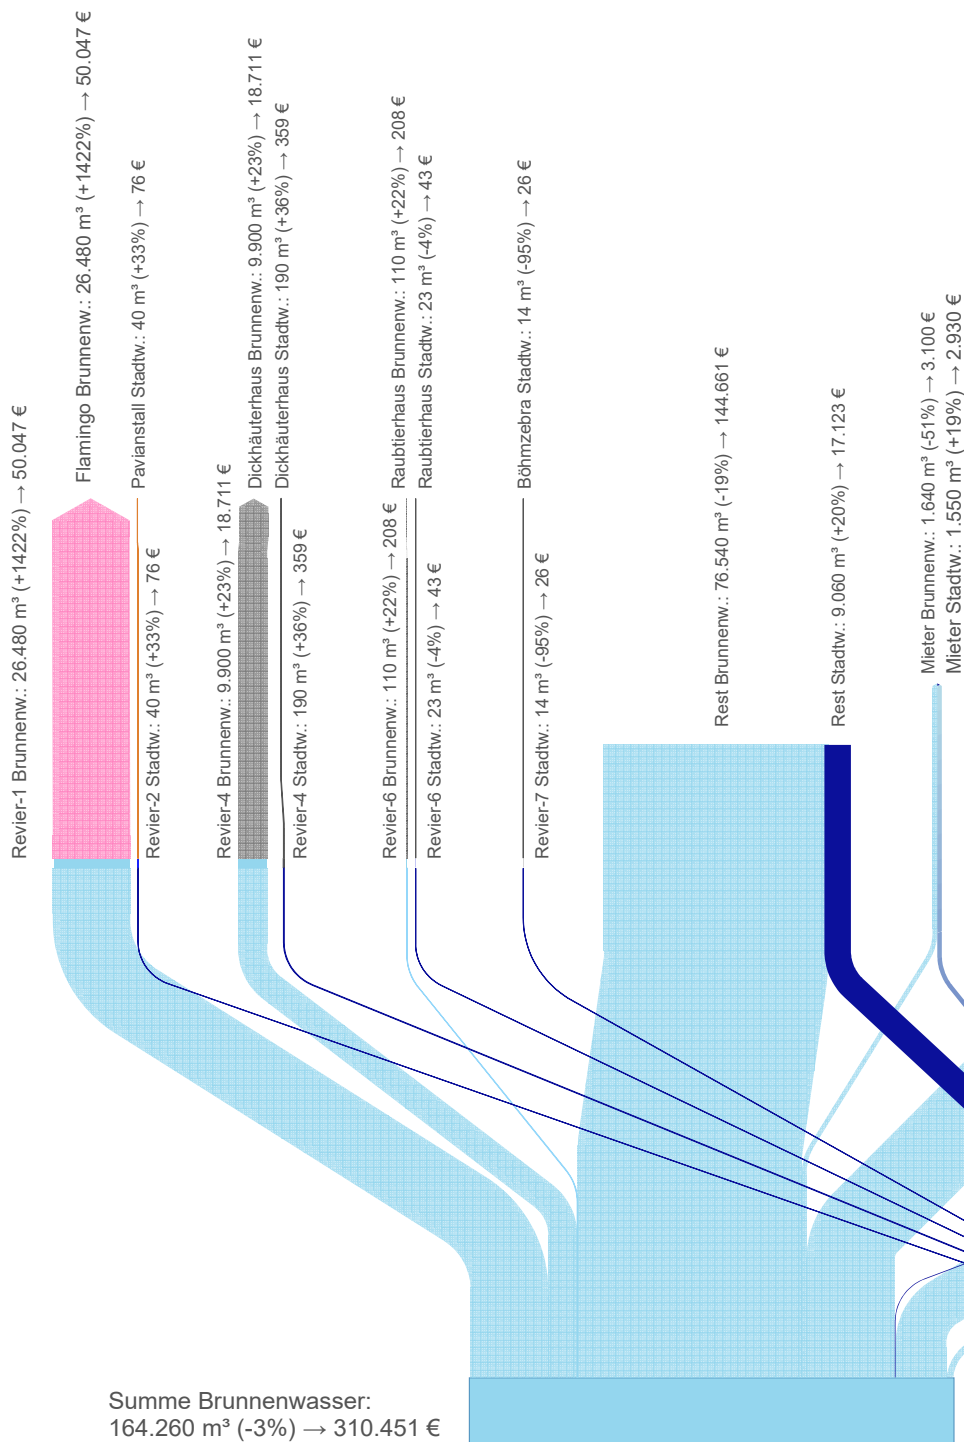 Revier-1 Brunnenw.: 26.480 m³ (+1422%) → 50.047 €
Flamingo Brunnenw.: 26.480 m³ (+1422%) → 50.047 €
Pavianstall Stadtw.: 40 m³ (+33%) → 76 €
Revier-2 Stadtw.: 40 m³ (+33%) → 76 €
Revier-4 Brunnenw.: 9.900 m³ (+23%) → 18.711 €
Dickhäuterhaus Brunnenw.: 9.900 m³ (+23%) → 18.711 €
Dickhäuterhaus Stadtw.: 190 m³ (+36%) → 359 €
Revier-4 Stadtw.: 190 m³ (+36%) → 359 €
Revier-6 Brunnenw.: 110 m³ (+22%) → 208 €
Raubtierhaus Brunnenw.: 110 m³ (+22%) → 208 €
Raubtierhaus Stadtw.: 23 m³ (-4%) → 43 €
Revier-6 Stadtw.: 23 m³ (-4%) → 43 €
Böhmzebra Stadtw.: 14 m³ (-95%) → 26 €
Revier-7 Stadtw.: 14 m³ (-95%) → 26 €
Rest Brunnenw.: 76.540 m³ (-19%) → 144.661 €
Rest Stadtw.: 9.060 m³ (+20%) → 17.123 €
Mieter Brunnenw.: 1.640 m³ (-51%) → 3.100 €
Mieter Stadtw.: 1.550 m³ (+19%) → 2.930 €
Summe Brunnenwasser:
164.260 m³ (-3%) → 310.451 €